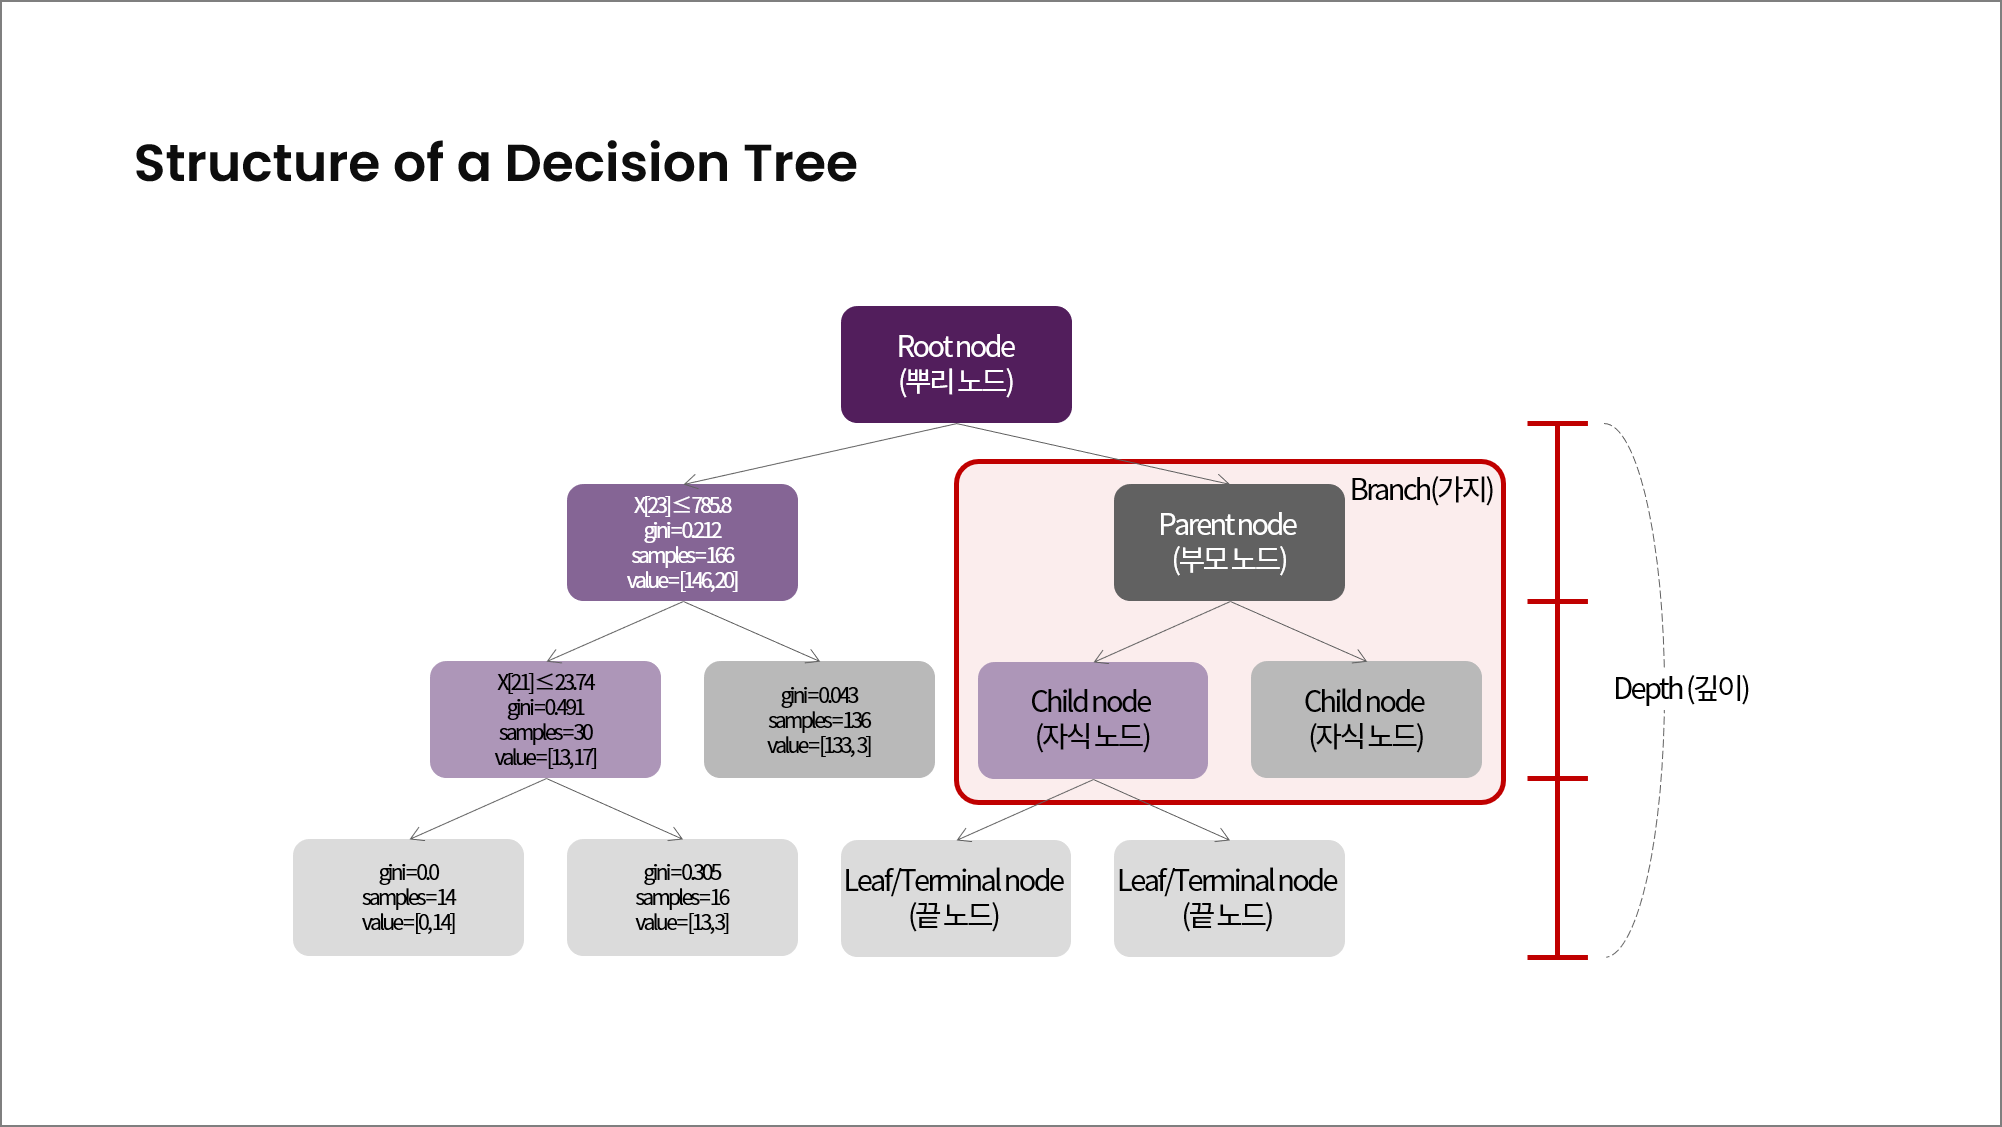 Structure of a Decision Tree
Root node
(뿌리 노드)
X[23] ≤ 785.8
gini=0.212
samples=166
value=[146,20]
Parent node
(부모 노드)
Branch(가지)
X[21] ≤ 23.74
gini=0.491
samples=30
value=[13,17]
gini=0.043
samples=136
value=[133, 3]
Child node
(자식 노드)
Child node
(자식 노드)
Depth (깊이)
gini=0.0
samples=14
value=[0,14]
gini=0.305
samples=16
value=[13,3]
Leaf/Terminal node
(끝 노드)
Leaf/Terminal node
(끝 노드)